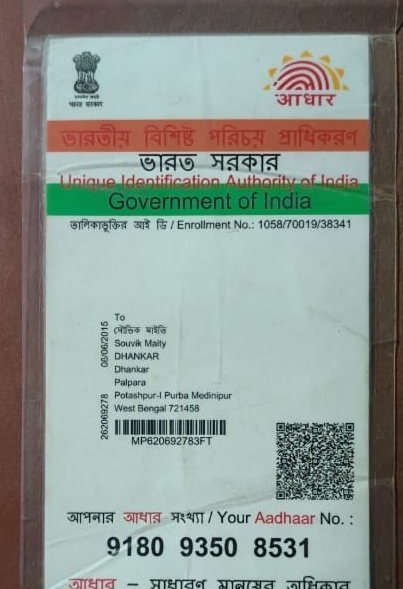 भारत सरकार
आधार
ভারতীয় বিশিষ্ট পরিচয় প্রাধিকরণ
ভারত সরকার
Unique Identification Authority of India
Government of India
তালিকাভুক্তির আই ডি / Enrollment No.: 1058/70019/38341
To
সৌভিক মাইতি
Souvik Maity
DHANKAR
Dhankar
Palpara
Potashpur-I Purba Medinipur
West Bengal 721458
262069278 06/06/2015
MP620692783FT
আপনার আধার সংখ্যা / Your Aadhaar No. :
9180 9350 8531
আধার – সাধারণ মানুষের অধিকার